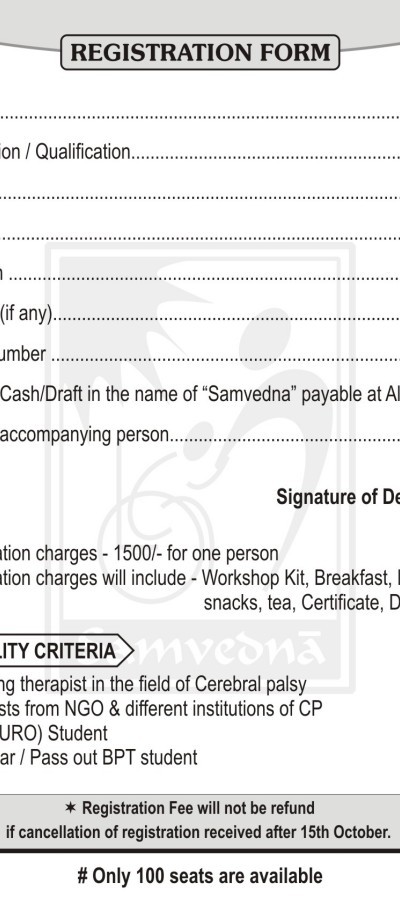 REGISTRATION FORM
ion / Qualification
n
(if any)
umber
Cash/Draft in the name of “Samvedna” payable at Al
accompanying person
Signature of De
ation charges - 1500/- for one person
ation charges will include - Workshop Kit, Breakfast, L
snacks, tea, Certificate, D
Samvednā
LITY CRITERIA
ng therapist in the field of Cerebral palsy
sts from NGO & different institutions of CP
URO) Student
ar / Pass out BPT student
✶ Registration Fee will not be refund
if cancellation of registration received after 15th October.
# Only 100 seats are available